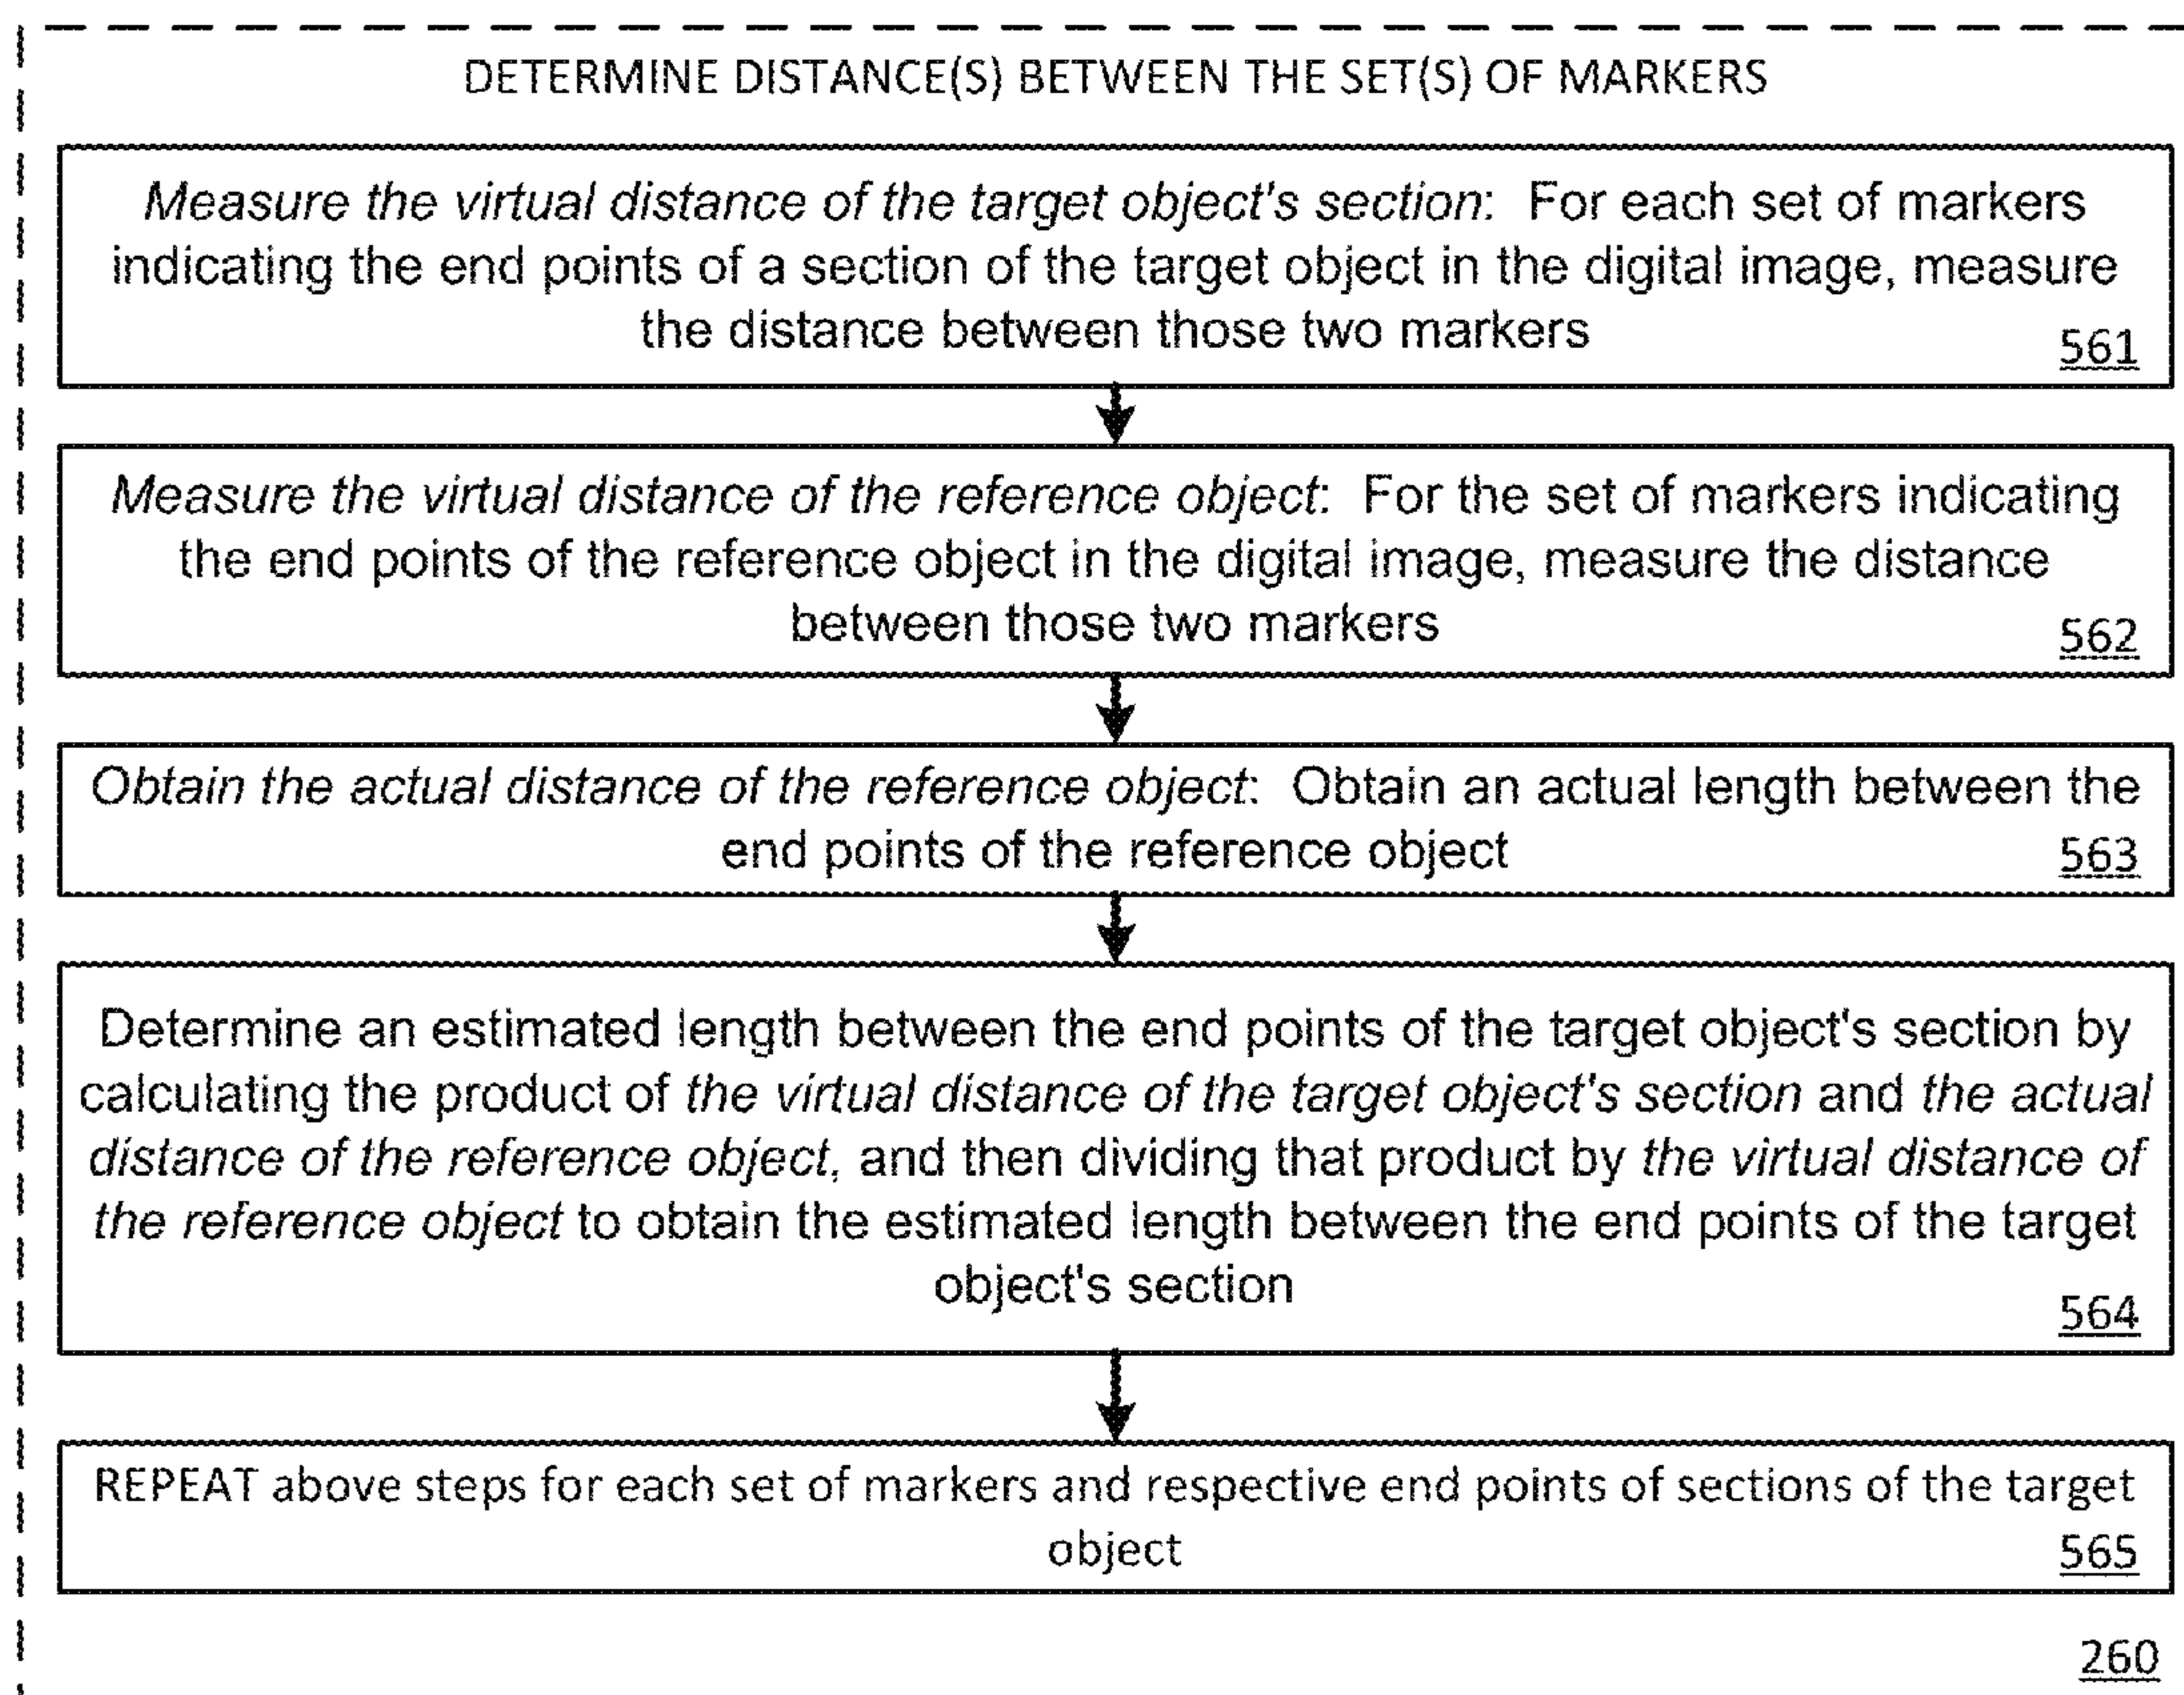 DETERMINE DISTANCE(S) BETWEEN THE SET(S) OF MARKERS
Measure the virtual distance of the target object's section: For each set of markers
indicating the end points of a section of the target object in the digital image, measure
the distance between those two markers
561
Measure the virtual distance of the reference object: For the set of markers indicating
the end points of the reference object in the digital image, measure the distance
between those two markers
562
Obtain the actual distance of the reference object: Obtain an actual length between the
end points of the reference object
563
Determine an estimated length between the end points of the target object's section by
calculating the product of the virtual distance of the target object's section and the actual
distance of the reference object, and then dividing that product by the virtual distance of
the reference object to obtain the estimated length between the end points of the target
object's section
564
REPEAT above steps for each set of markers and respective end points of sections of the target
object
565
260